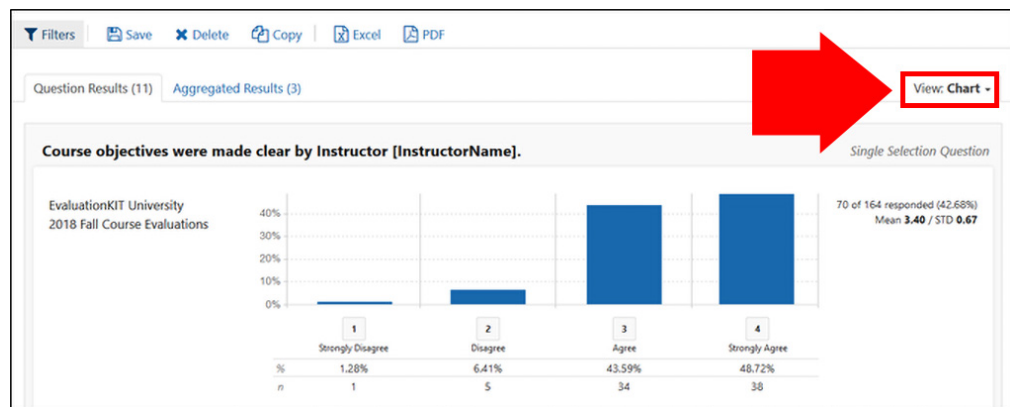 Filters Save Delete Copy Excel PDF
Question Results (11) Aggregated Results (3) View: Chart
Course objectives were made clear by Instructor [InstructorName]. Single Selection Question
EvaluationKIT University
2018 Fall Course Evaluations
40%
30%
20%
10%
0%
70 of 164 responded (42.68%)
Mean 3.40 / STD 0.67
1 2 3 4
Strongly Disagree Disagree Agree Strongly Agree
% 1.28% 6.41% 43.59% 48.72%
n 1 5 34 38